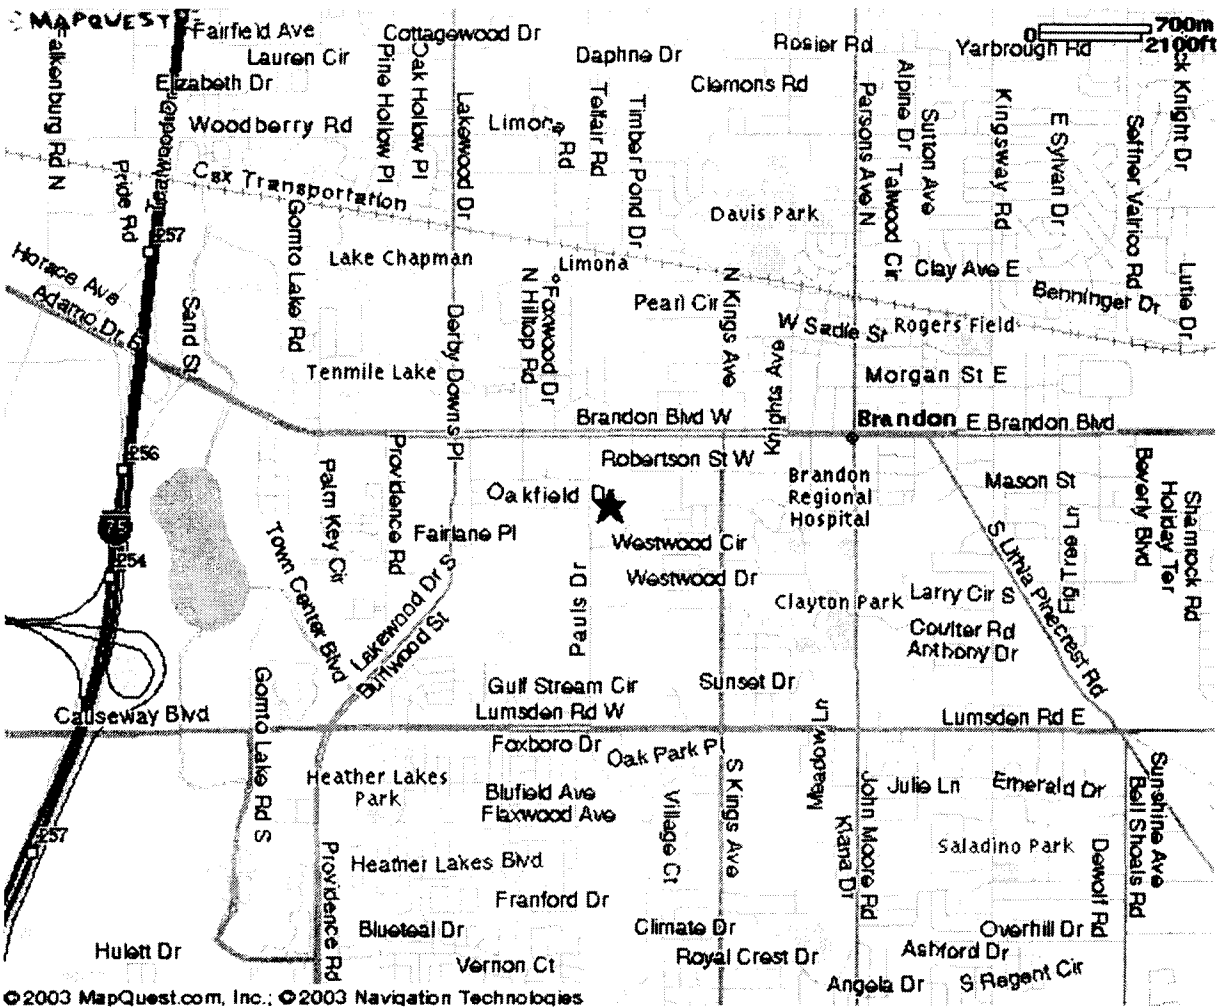 MAPQUEST
700m
0
2100ft
Fairfield Ave
Cottagewood Dr
Rosier Rd
Yarbrough Rd
Lauren Cir
Daphne Dr
Elizabeth Dr
Clemons Rd
Falkenburg Rd N
Pine Hollow Pl
Oak Hollow Pl
Lakewood Dr
Telfair Rd
Timber Pond Dr
Parsons Ave N
Alpine Dr
Talwood Cir
Sutton Ave
Kingsway Rd
E Sylvan Dr
Seffner Valrico Rd
ck Knight Dr
Woodberry Rd
Limona Rd
Pride Rd
Csx Transportation
Davis Park
257
Gornto Lake Rd
Lake Chapman
Limona
Clay Ave E
Horace Ave
Adamo Dr E
Sand St
Derby Downs Pl
N Hilltop Rd
Foxwood Dr
Pearl Cir
N Kings Ave
Benninger Dr
Lutie Dr
W Sadie St
Rogers Field
Tenmile Lake
Knights Ave
Morgan St E
Brandon Blvd W
Brandon
E Brandon Blvd
256
Palm Key Cir
Providence Rd
Robertson St W
Brandon
Regional
Hospital
Mason St
Beverly Blvd
Holiday Ter
Shamrock Rd
Oakfield Dr
75
Fairlane Pl
Westwood Cir
S Lithia Pinecrest Rd
Fig Tree Ln
254
Town Center Blvd
Lakewood Dr S
Burlwood St
Pauls Dr
Westwood Dr
Clayton Park
Larry Cir S
Coulter Rd
Anthony Dr
Gulf Stream Cir
Sunset Dr
Causeway Blvd
Gornto Lake Rd S
Lumsden Rd W
Meadow Ln
Lumsden Rd E
Foxboro Dr
Oak Park Pl
Heather Lakes
Park
Blufield Ave
Flaxwood Ave
Village Ct
S Kings Ave
Kiana Dr
John Moore Rd
Julie Ln
Emerald Dr
Bell Shoals Rd
Sunshine Ave
257
Heather Lakes Blvd
Saladino Park
Dewolf Rd
Providence Rd
Franford Dr
Hulett Dr
Blueteal Dr
Climate Dr
Overhill Dr
Vernon Ct
Royal Crest Dr
Ashford Dr
Angela Dr
S Regent Cir
©2003 MapQuest.com, Inc.; ©2003 Navigation Technologies